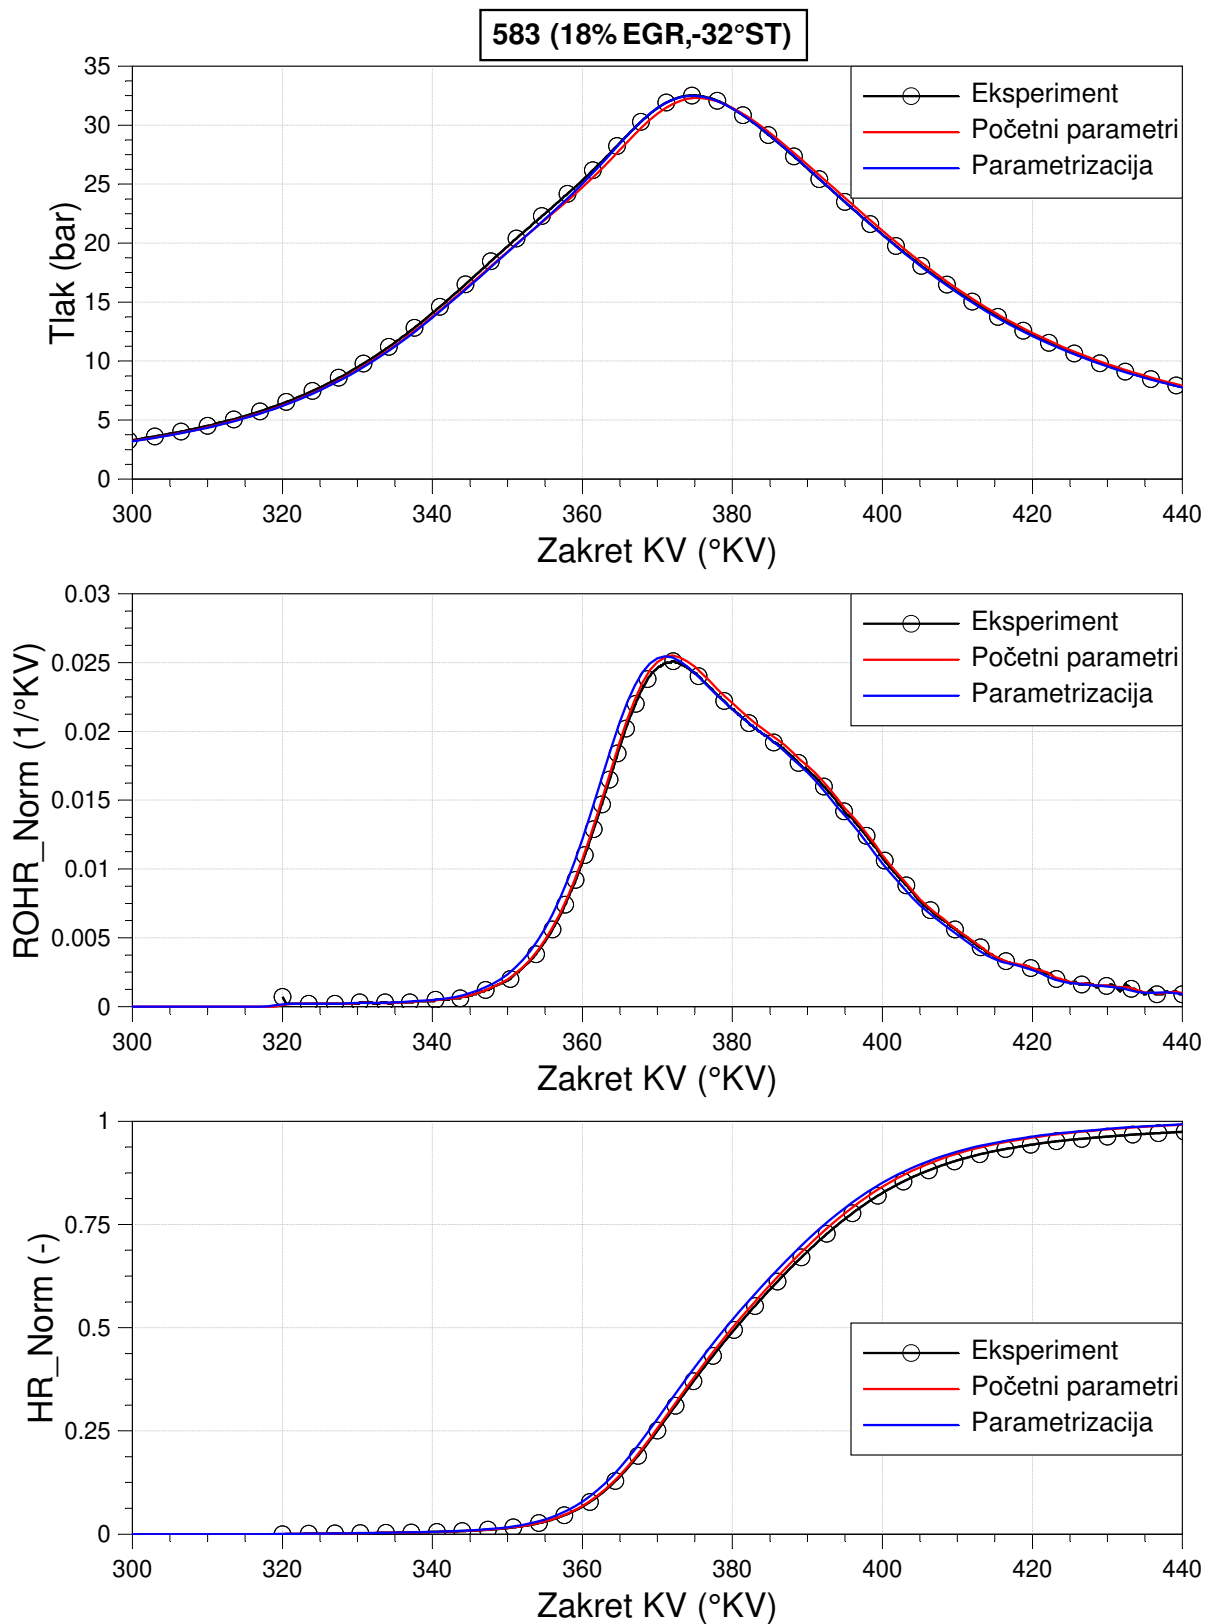 583 (18% EGR,-32°ST)
35
30
25
20
15
10
5
0
Tlak (bar)
Eksperiment
Početni parametri
Parametrizacija
300 320 340 360 380 400 420 440
Zakret KV (°KV)
0.03
0.025
0.02
0.015
0.01
0.005
0
ROHR_Norm (1/°KV)
Eksperiment
Početni parametri
Parametrizacija
300 320 340 360 380 400 420 440
Zakret KV (°KV)
1
0.75
0.5
0.25
0
HR_Norm (-)
Eksperiment
Početni parametri
Parametrizacija
300 320 340 360 380 400 420 440
Zakret KV (°KV)